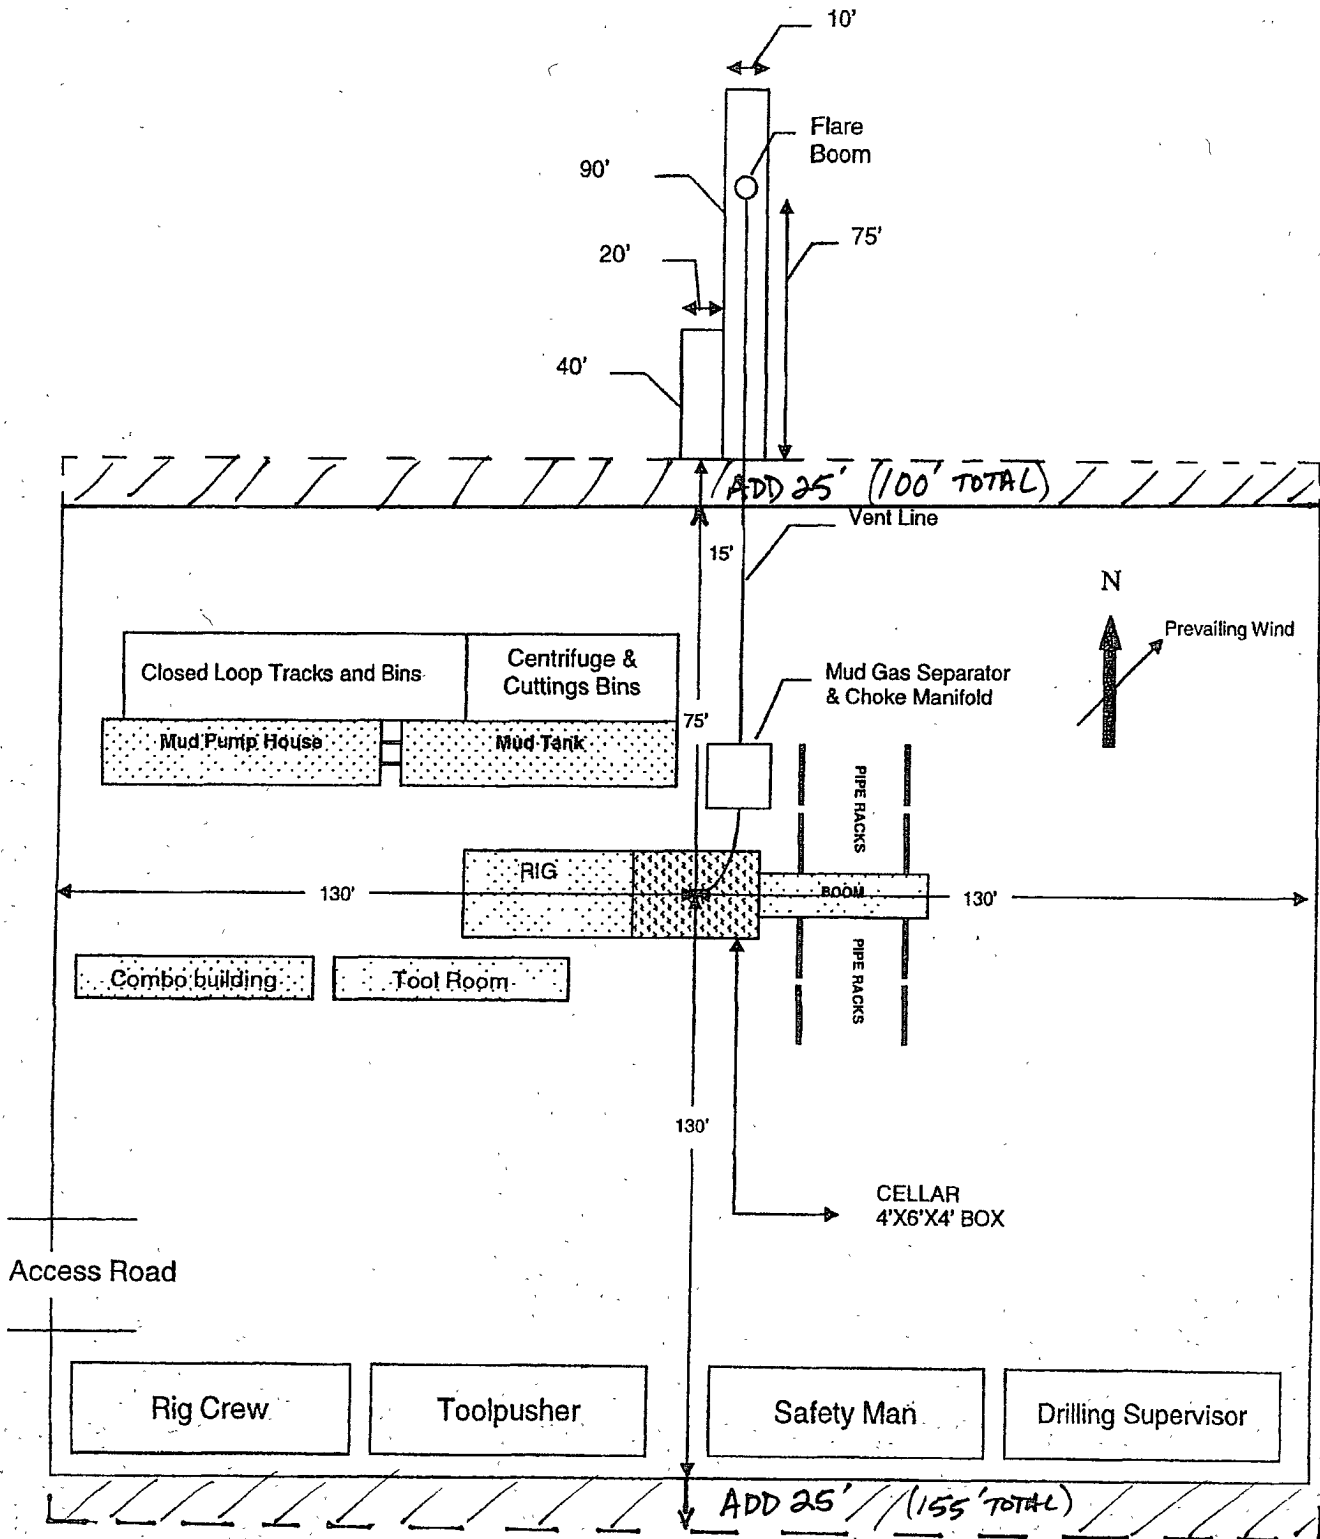 10'
Flare
Boom
90'
75'
20'
40'
ADD 25' (100' TOTAL)
Vent Line
15'
N
Prevailing Wind
Closed Loop Tracks and Bins
Centrifuge &
Cuttings Bins
Mud Gas Separator
& Choke Manifold
75'
Mud Pump House
Mud Tank
PIPE RACKS
RIG
BOOM
130'
130'
PIPE RACKS
Combo building
Tool Room
130'
CELLAR
4'X6'X4' BOX
Access Road
Rig Crew
Toolpusher
Safety Man
Drilling Supervisor
ADD 25' (155' TOTAL)